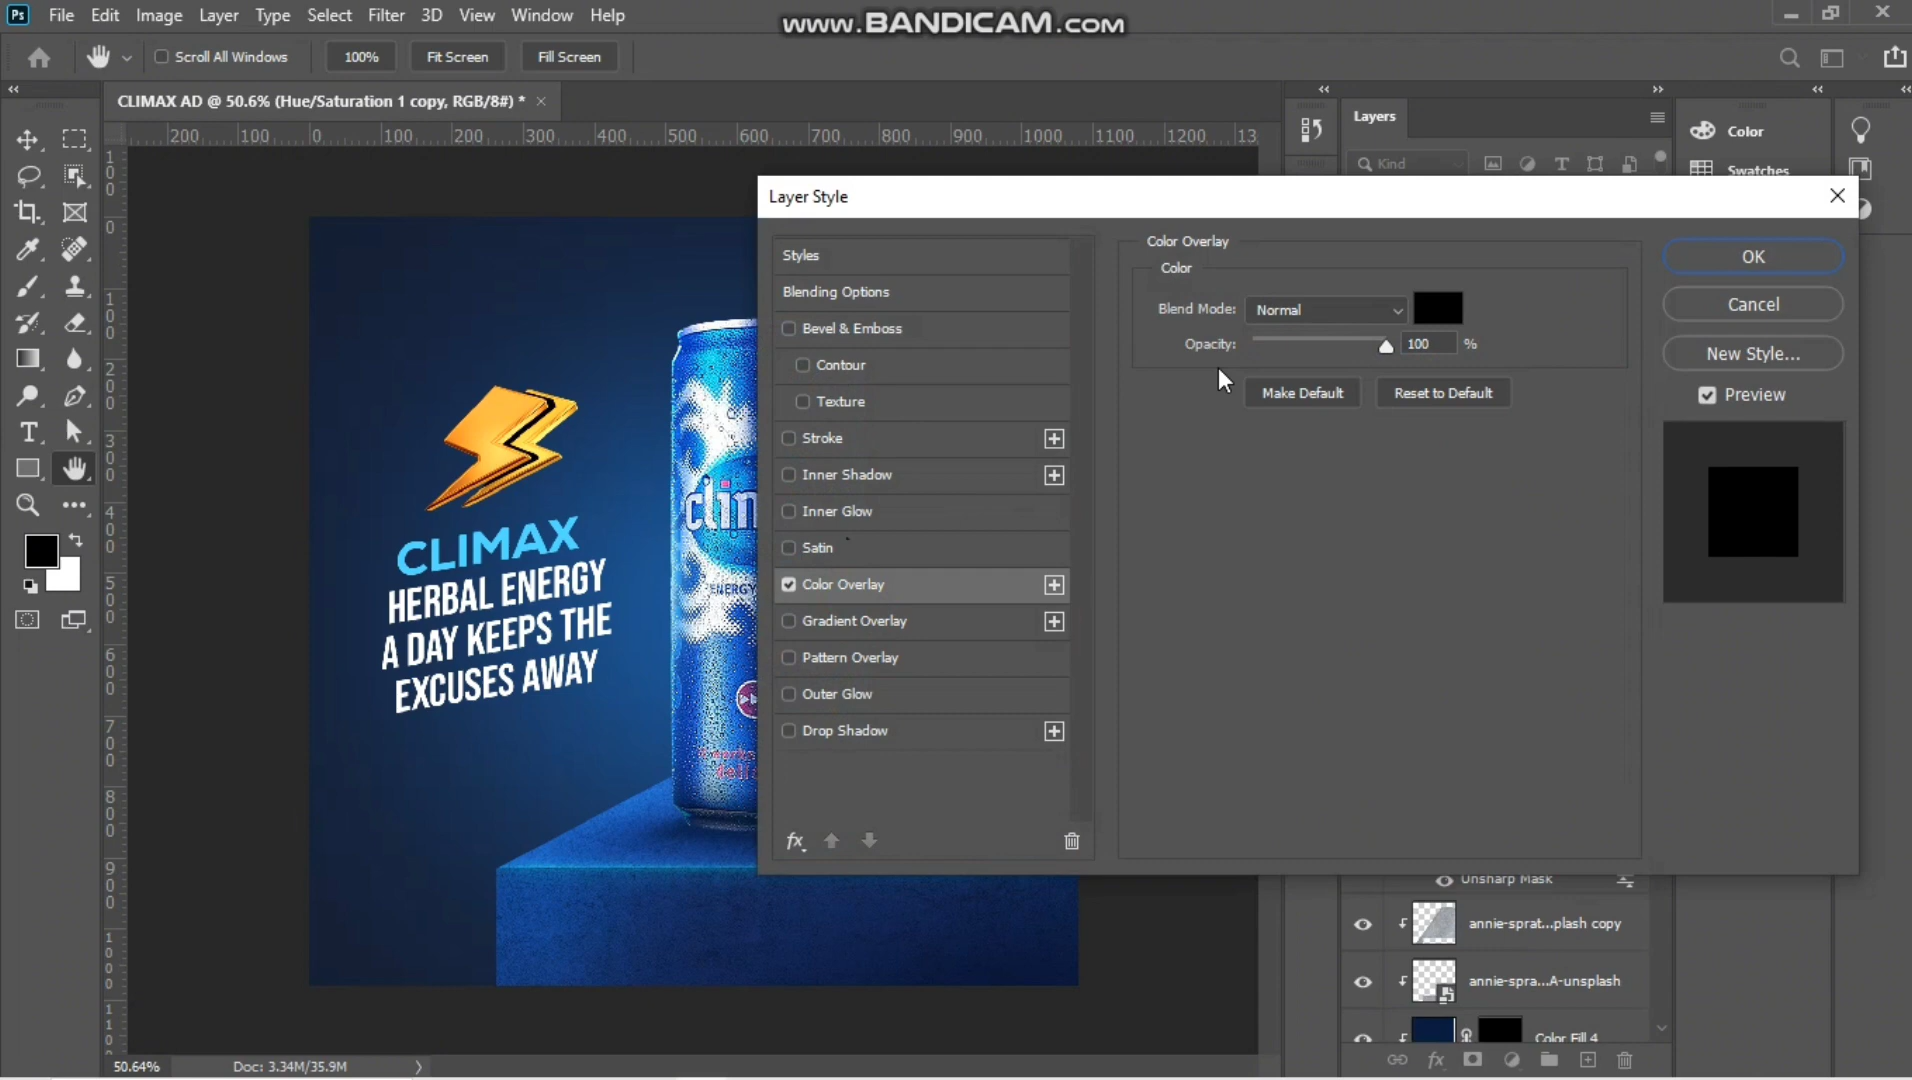 Ps File Edit Image Layer Type Select Filter 3D View Window Help
www.BANDICAM.com
Scroll All Windows 100% Fit Screen Fill Screen
CLIMAX AD @ 50.6% (Hue/Saturation 1 copy, RGB/8#) * ×
200 100 0 100 200 300 400 500 600 700 800 900 1000 1100 1200 13
Layers
Kind
Color
Swatches
Layer Style
Styles
Blending Options
Bevel & Emboss
Contour
Texture
Stroke
Inner Shadow
Inner Glow
Satin
Color Overlay
Gradient Overlay
Pattern Overlay
Outer Glow
Drop Shadow
fx
Color Overlay
Color
Blend Mode: Normal
Opacity: 100 %
Make Default Reset to Default
OK
Cancel
New Style...
Preview
CLIMAX
HERBAL ENERGY
A DAY KEEPS THE
EXCUSES AWAY
clim
ENERGY
Unsharp Mask
annie-sprat...plash copy
annie-spra...A-unsplash
Color Fill 4
fx
50.64% Doc: 3.34M/35.9M